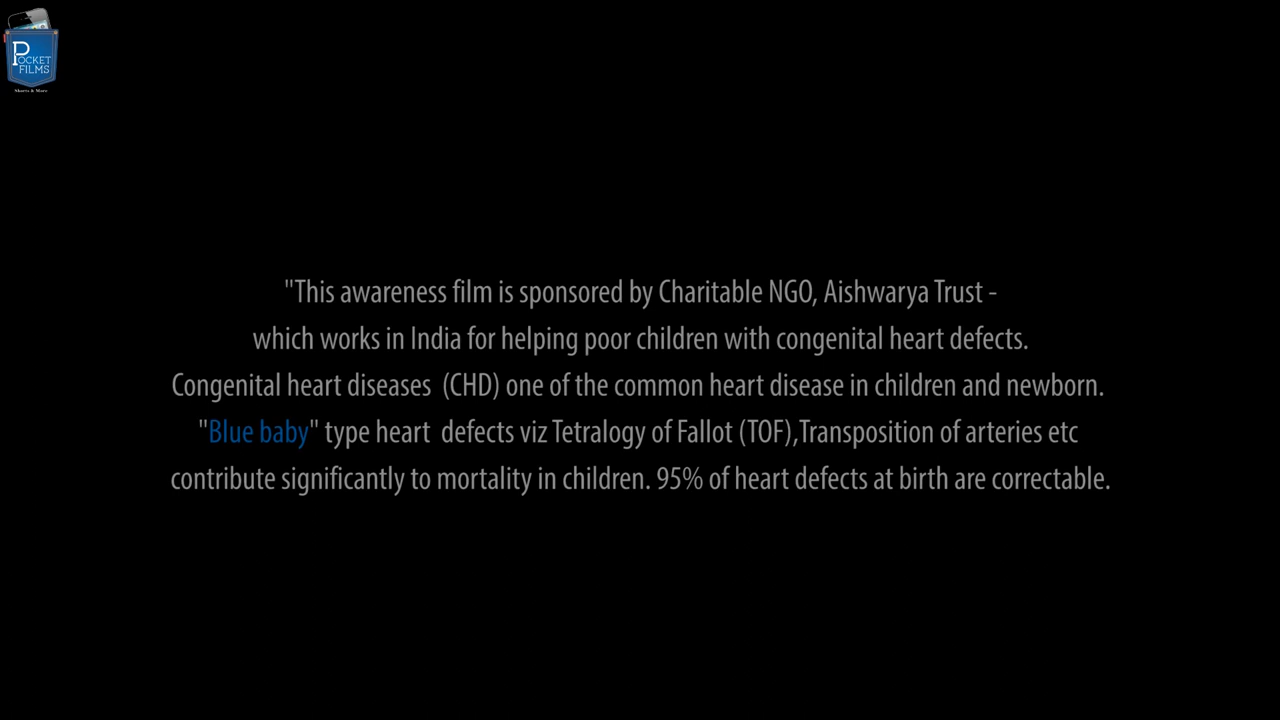 POCKET
FILMS
Shorts & More
"This awareness film is sponsored by Charitable NGO, Aishwarya Trust -
which works in India for helping poor children with congenital heart defects.
Congenital heart diseases  (CHD) one of the common heart disease in children and newborn.
"Blue baby" type heart  defects viz Tetralogy of Fallot (TOF),Transposition of arteries etc
contribute significantly to mortality in children. 95% of heart defects at birth are correctable.